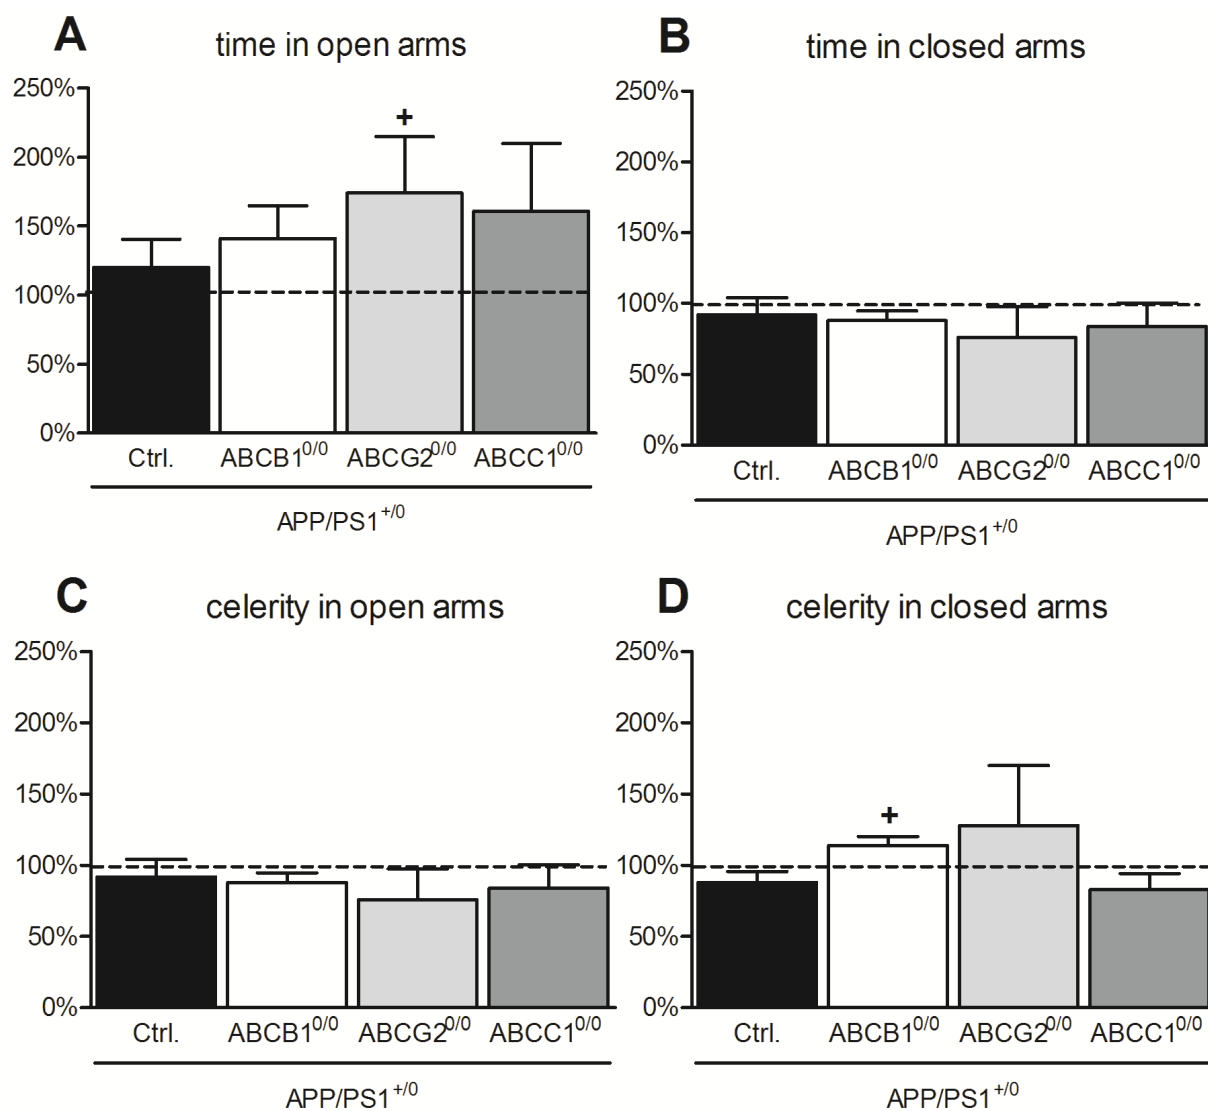 A
time in open arms
250%
200%
150%
100%
50%
0%
+
Ctrl. ABCB1^0/0 ABCG2^0/0 ABCC1^0/0
APP/PS1^+/0
B
time in closed arms
250%
200%
150%
100%
50%
0%
Ctrl. ABCB1^0/0 ABCG2^0/0 ABCC1^0/0
APP/PS1^+/0
C
celerity in open arms
250%
200%
150%
100%
50%
0%
Ctrl. ABCB1^0/0 ABCG2^0/0 ABCC1^0/0
APP/PS1^+/0
D
celerity in closed arms
250%
200%
150%
100%
50%
0%
+
Ctrl. ABCB1^0/0 ABCG2^0/0 ABCC1^0/0
APP/PS1^+/0